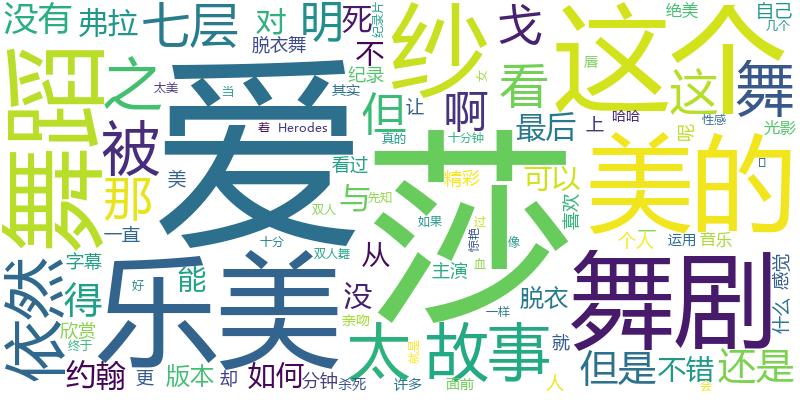 没有
弗拉
七层
对
明
死
纪录片
纱
戈
这个
绝美
自己
几个
脱衣舞
不
唇
舞蹈
之
太美
当
其实
纪录
但
让
啊
看
这
舞
女
爱
被
着 Herodes
莎
最后
上
哈哈
性感
光影
那
美
看过
真的
十分钟
呢
美的
与
精彩
可以
先知
双人
一直
喜欢
依然
字幕
十分
双人舞
从
如果
惊艳
过
像
个人
一
运用
音乐
乐美
能
主演
血
舞剧
感觉
什么
得
好
没
脱衣
一样
欣赏
终于
亲吻
太
故事
就
但是
不错
还是
约翰
更
版本
却
如何
分钟
杀死
许多
面前
人
会